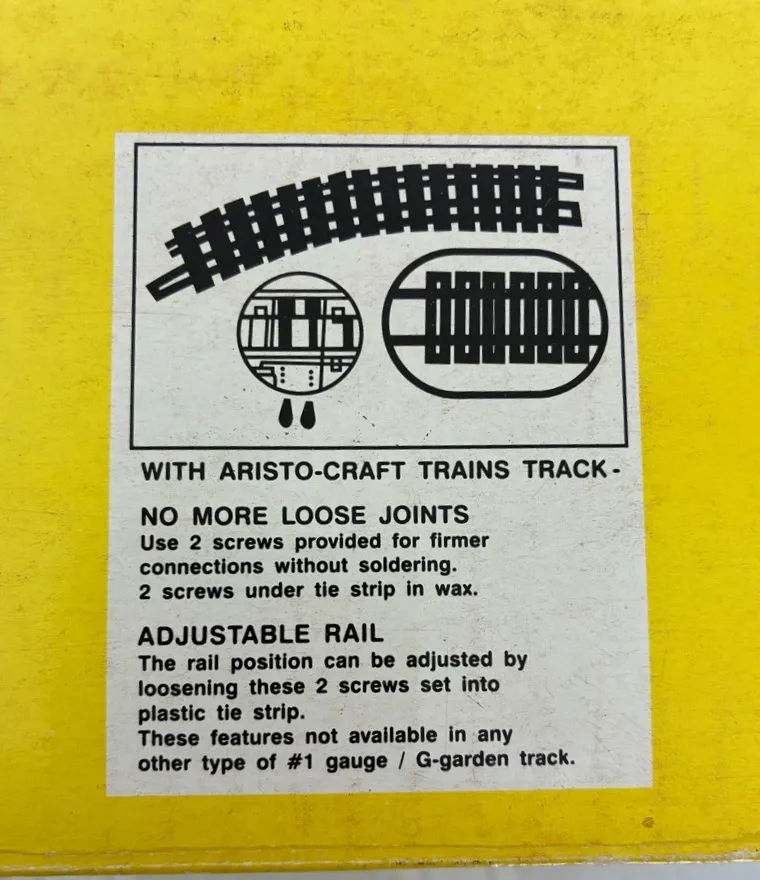 WITH ARISTO-CRAFT TRAINS TRACK-
NO MORE LOOSE JOINTS
Use 2 screws provided for firmer
connections without soldering.
2 screws under tie strip in wax.
ADJUSTABLE RAIL
The rail position can be adjusted by
loosening these 2 screws set into
plastic tie strip.
These features not available in any
other type of #1 gauge / G-garden track.